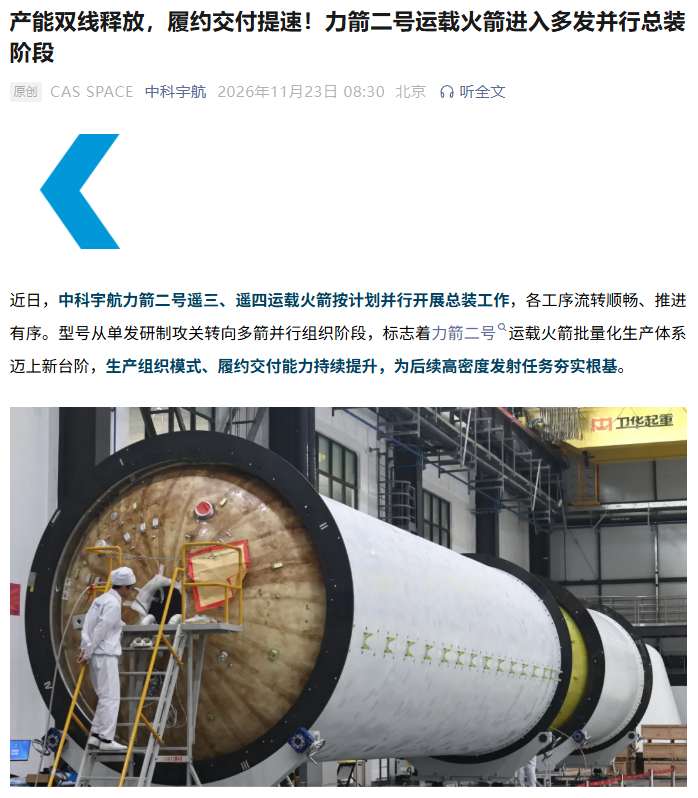 产能双线释放，履约交付提速！力箭二号运载火箭进入多发并行总装
阶段
原创 CAS SPACE 中科宇航 2026年11月23日 08:30 北京 听全文
近日，中科宇航力箭二号遥三、遥四运载火箭按计划并行开展总装工作，各工序流转顺畅、推进
有序。型号从单发研制攻关转向多箭并行组织阶段，标志着力箭二号运载火箭批量化生产体系
迈上新台阶，生产组织模式、履约交付能力持续提升，为后续高密度发射任务夯实根基。
卫华起重
I
II
III